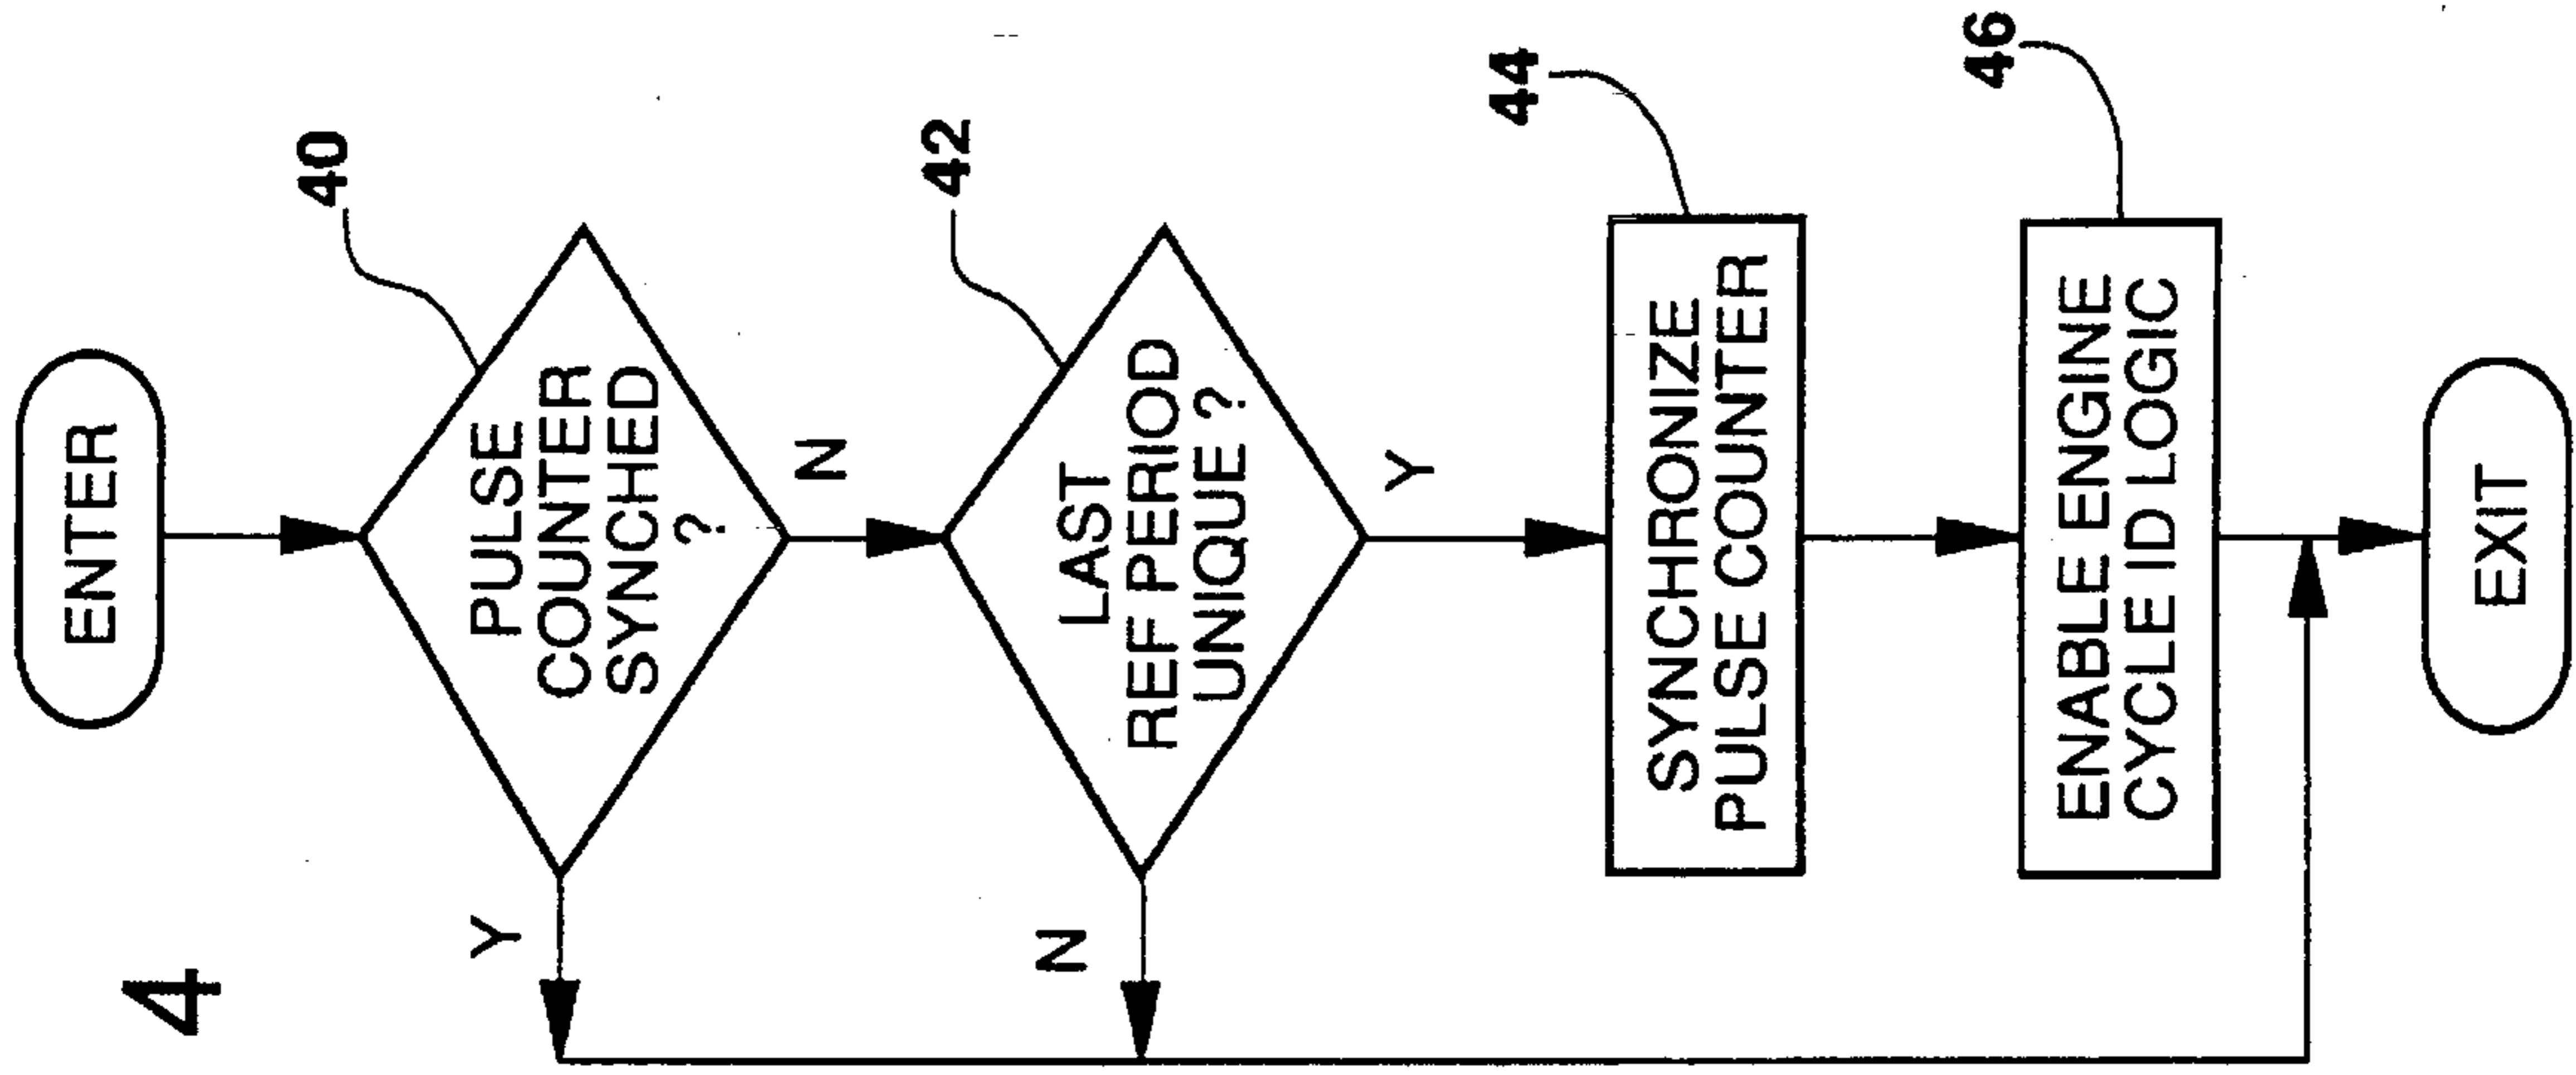 4
ENTER
40
PULSE
COUNTER
SYNCHED
?
Y
N
42
LAST
REF PERIOD
UNIQUE ?
N
Y
44
SYNCHRONIZE
PULSE COUNTER
46
ENABLE ENGINE
CYCLE ID LOGIC
EXIT